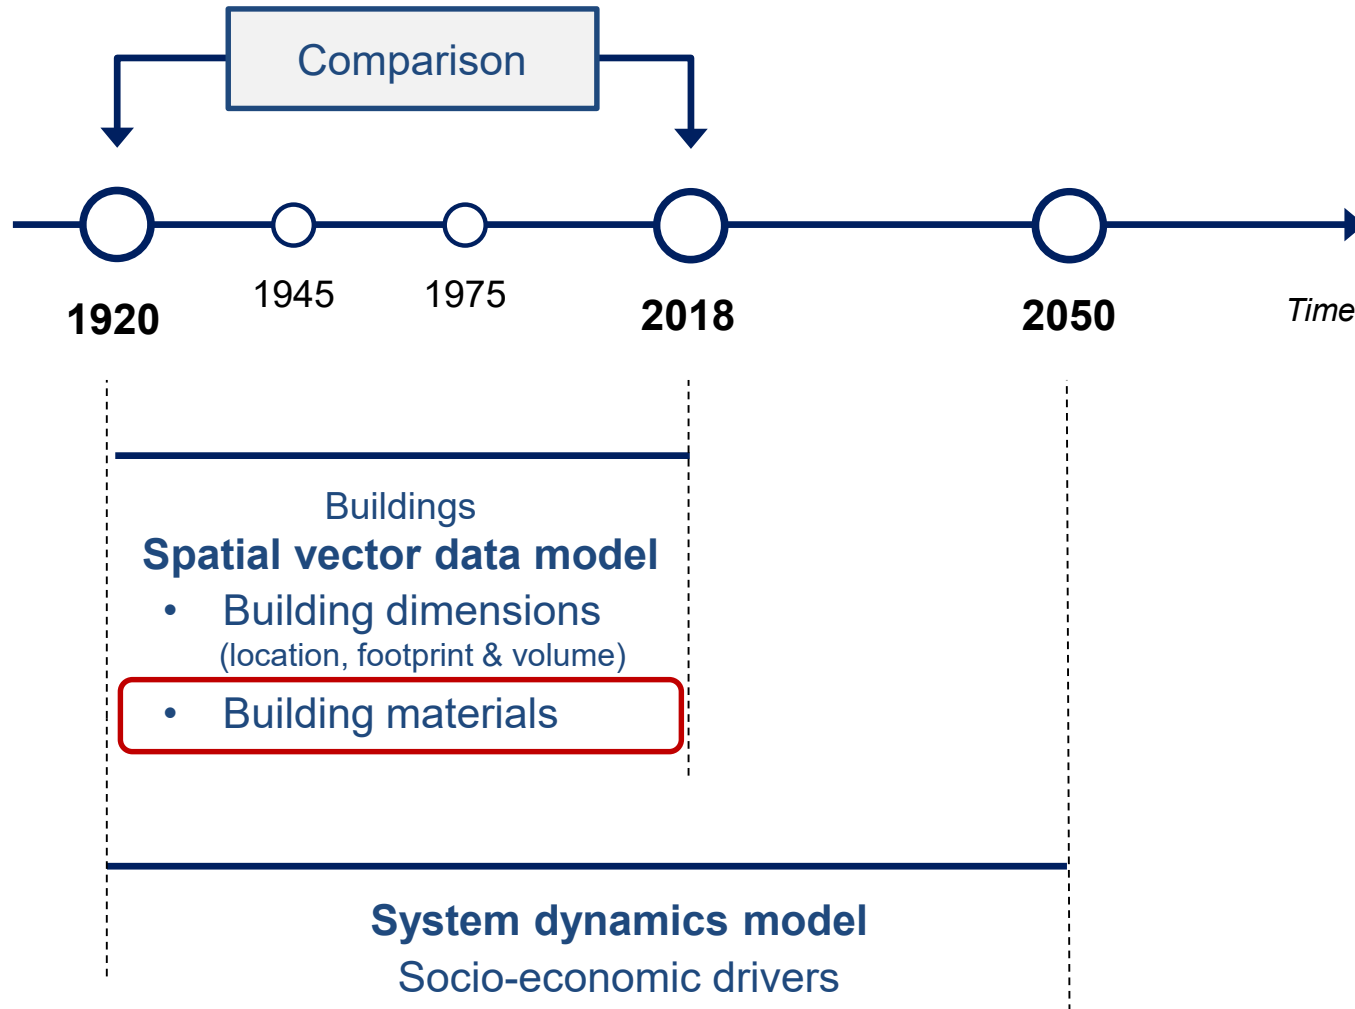 Comparison
1920
1945
1975
2018
2050
Time
Buildings
Spatial vector data model
• Building dimensions
(location, footprint & volume)
• Building materials
System dynamics model
Socio-economic drivers